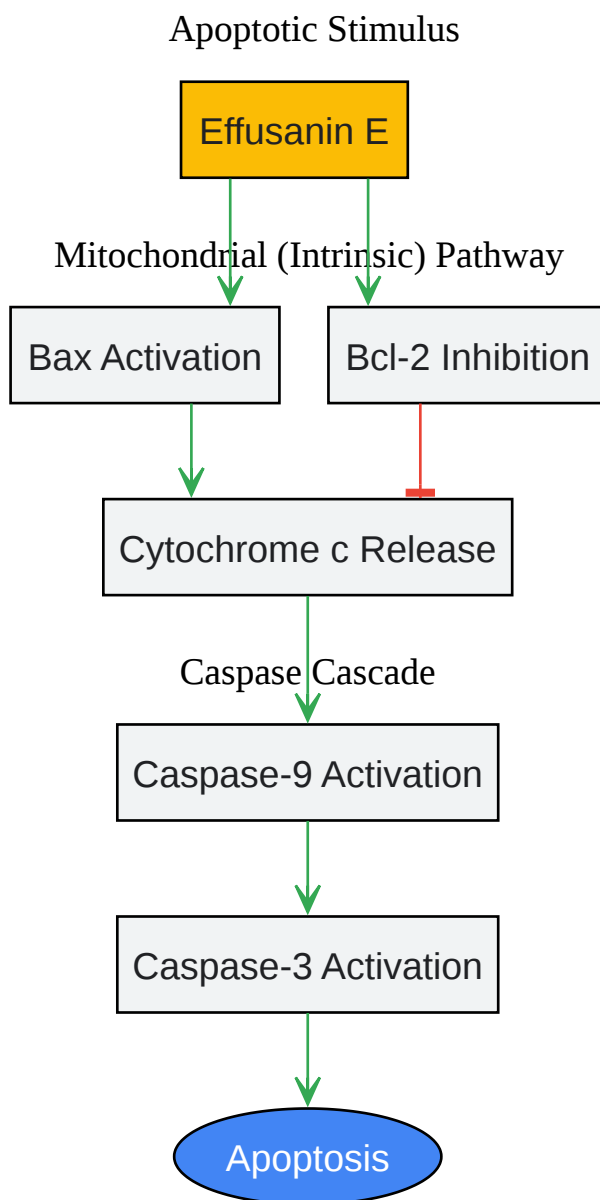 Apoptotic Stimulus
Effusanin E
Mitochondrial (Intrinsic) Pathway
Bax Activation
Bcl-2 Inhibition
Cytochrome c Release
Caspase Cascade
Caspase-9 Activation
Caspase-3 Activation
Apoptosis